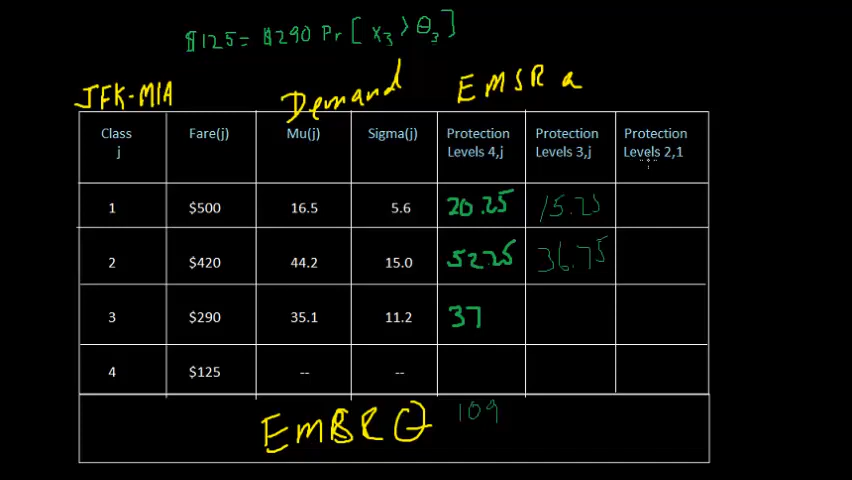 $125 = $290 Pr [ x3 > θ3 ]
JFK-MIA Demand EMSR a
Class j Fare(j) Mu(j) Sigma(j) Protection Levels 4,j Protection Levels 3,j Protection Levels 2,1
1 $500 16.5 5.6 20.25 15.25
2 $420 44.2 15.0 52.25 36.75
3 $290 35.1 11.2 37
4 $125 -- --
109